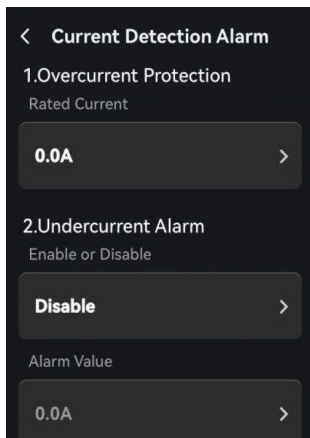 Current Detection Alarm
1.Overcurrent Protection
Rated Current
0.0A
2.Undercurrent Alarm
Enable or Disable
Disable
Alarm Value
0.0A